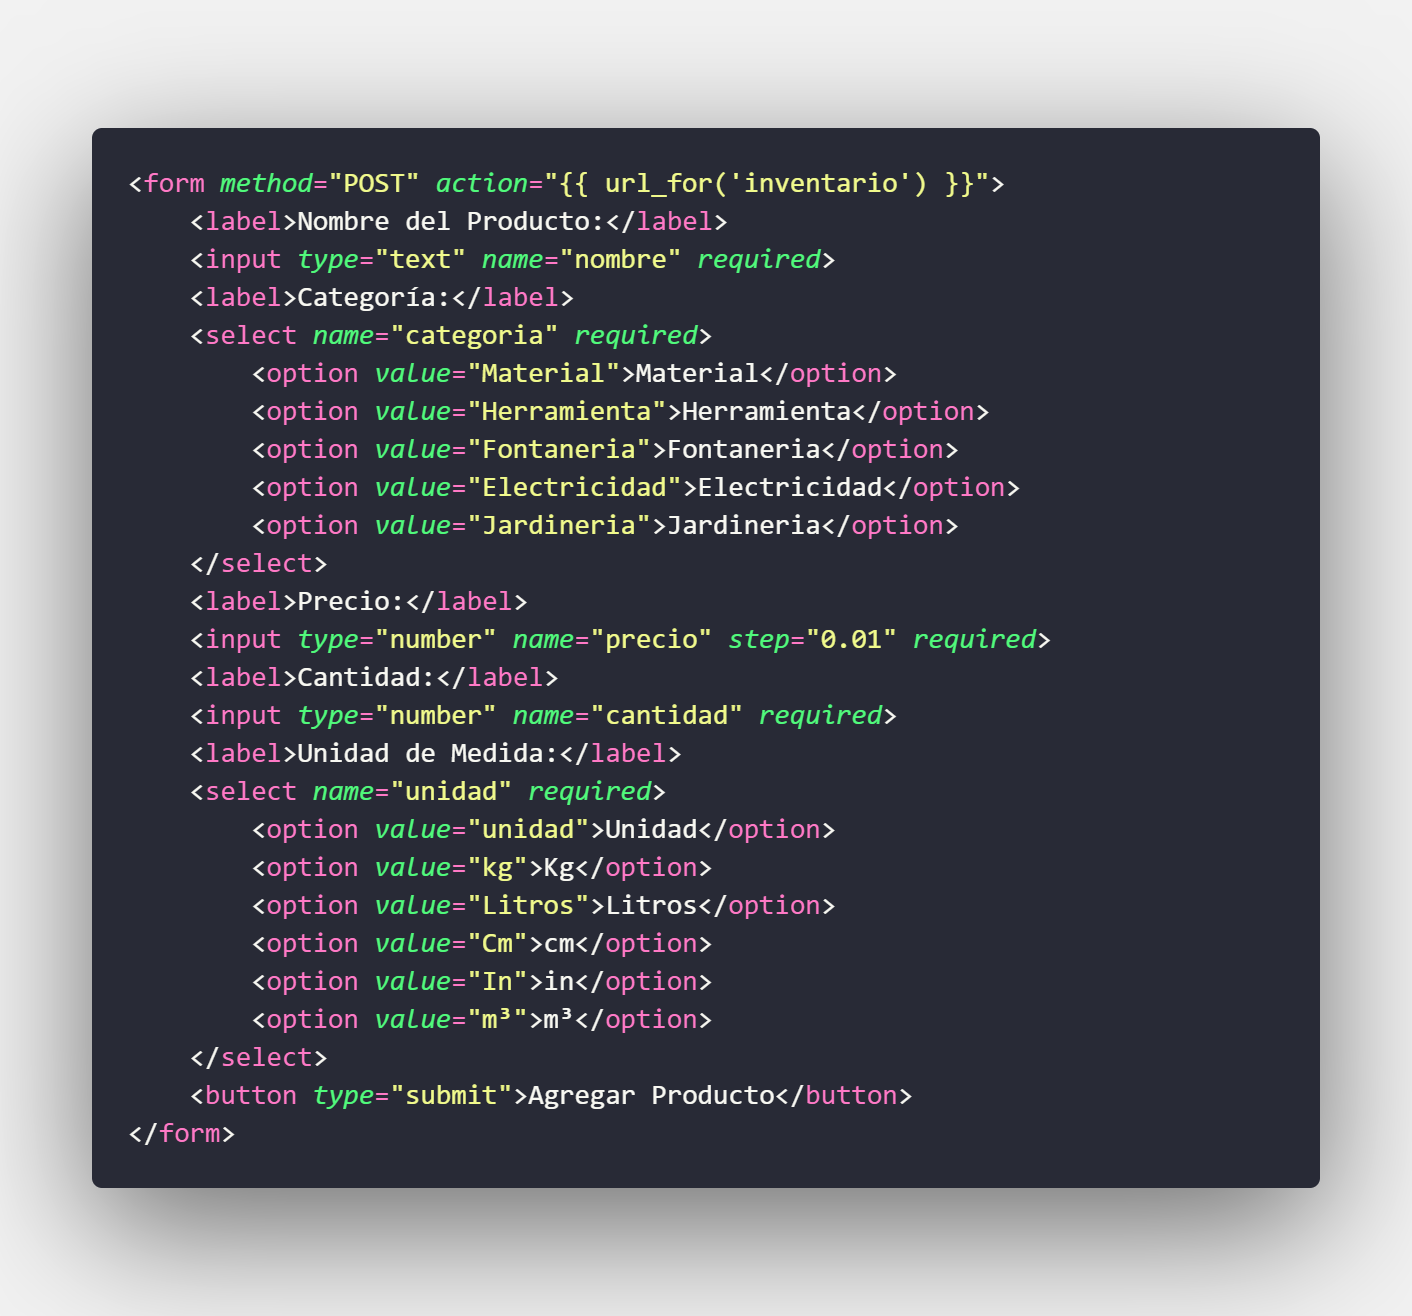 <form method="POST" action="{{ url_for('inventario') }}">
    <label>Nombre del Producto:</label>
    <input type="text" name="nombre" required>
    <label>Categoría:</label>
    <select name="categoria" required>
        <option value="Material">Material</option>
        <option value="Herramienta">Herramienta</option>
        <option value="Fontaneria">Fontaneria</option>
        <option value="Electricidad">Electricidad</option>
        <option value="Jardineria">Jardineria</option>
    </select>
    <label>Precio:</label>
    <input type="number" name="precio" step="0.01" required>
    <label>Cantidad:</label>
    <input type="number" name="cantidad" required>
    <label>Unidad de Medida:</label>
    <select name="unidad" required>
        <option value="unidad">Unidad</option>
        <option value="kg">Kg</option>
        <option value="Litros">Litros</option>
        <option value="Cm">cm</option>
        <option value="In">in</option>
        <option value="m³">m³</option>
    </select>
    <button type="submit">Agregar Producto</button>
</form>